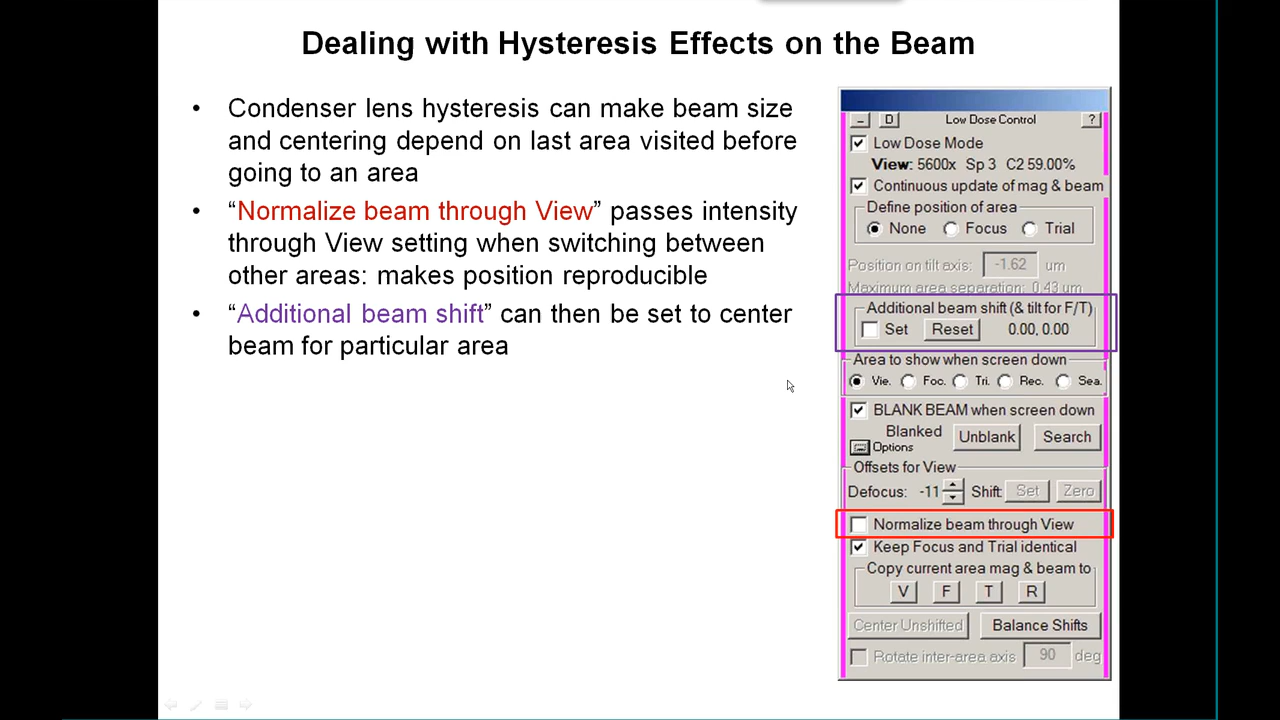 Dealing with Hysteresis Effects on the Beam
• Condenser lens hysteresis can make beam size
and centering depend on last area visited before
going to an area
• “Normalize beam through View” passes intensity
through View setting when switching between
other areas: makes position reproducible
• “Additional beam shift” can then be set to center
beam for particular area
– D Low Dose Control ?
Low Dose Mode
View: 5600x Sp 3 C2 59.00%
Continuous update of mag & beam
Define position of area
None Focus Trial
Position on tilt axis: -1.62 um
Maximum area separation: 0.43 um
Additional beam shift (& tilt for F/T)
Set Reset 0.00, 0.00
Area to show when screen down
Vie. Foc. Tri. Rec. Sea.
BLANK BEAM when screen down
Blanked Unblank Search
Options
Offsets for View
Defocus: -11 Shift: Set Zero
Normalize beam through View
Keep Focus and Trial identical
Copy current area mag & beam to
V F T R
Center Unshifted Balance Shifts
Rotate inter-area axis 90 deg